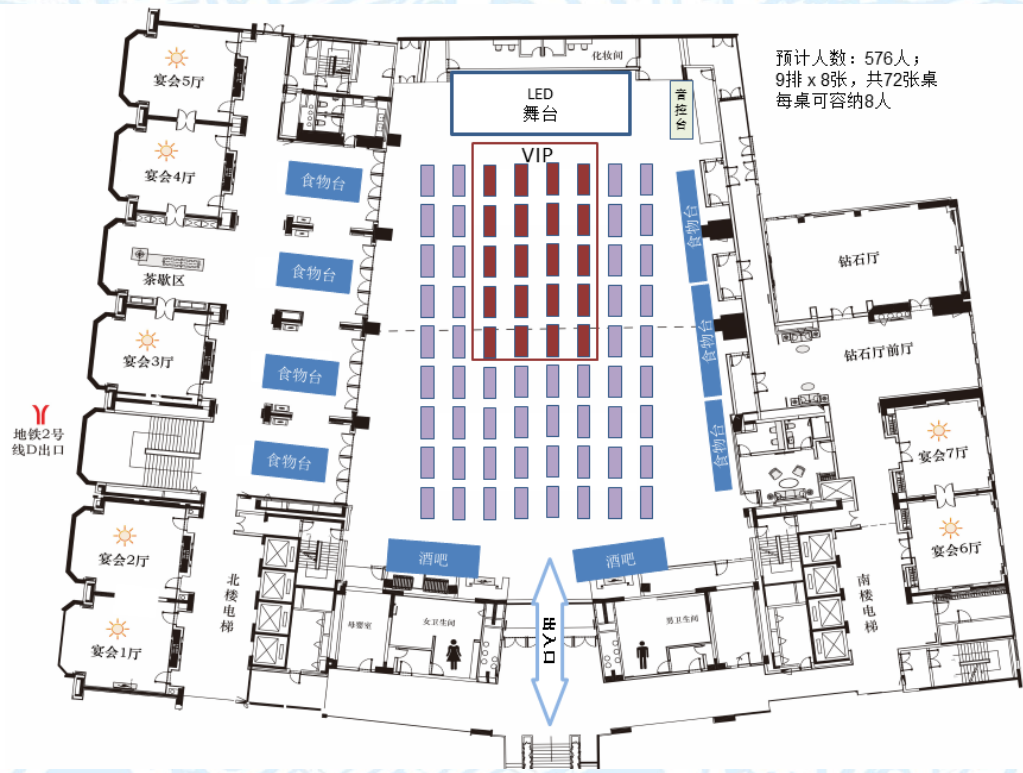 化妆间
预计人数：576人；
9排 x 8张，共72张桌
每桌可容纳8人
LED
舞台
音控台
VIP
宴会5厅
宴会4厅
茶歇区
宴会3厅
地铁2号
线D出口
宴会2厅
宴会1厅
食物台
食物台
食物台
食物台
食物台
食物台
食物台
钻石厅
钻石厅前厅
宴会7厅
宴会6厅
酒吧
酒吧
北楼电梯
南楼电梯
母婴室
女卫生间
出入口
男卫生间